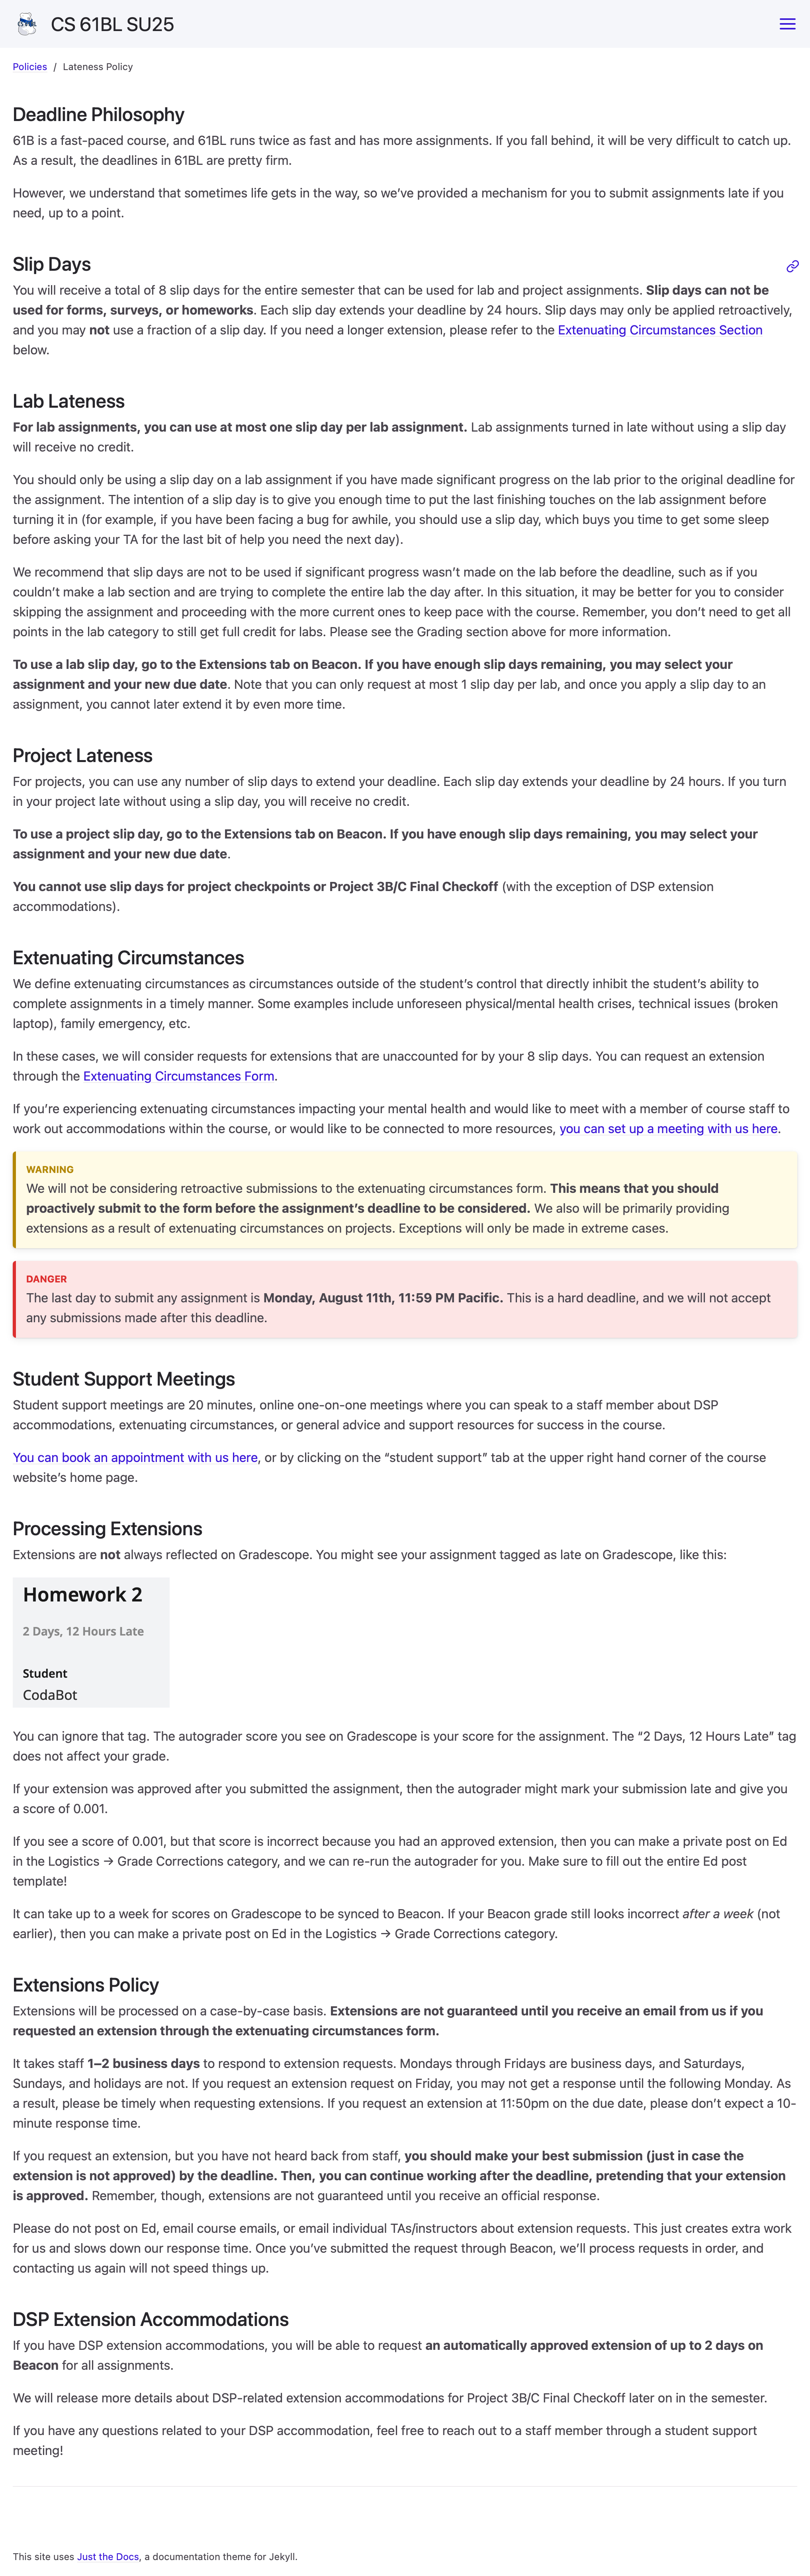 CS 61BL SU25
Policies / Lateness Policy
Deadline Philosophy
61B is a fast-paced course, and 61BL runs twice as fast and has more assignments. If you fall behind, it will be very difficult to catch up.
As a result, the deadlines in 61BL are pretty firm.
However, we understand that sometimes life gets in the way, so we’ve provided a mechanism for you to submit assignments late if you
need, up to a point.
Slip Days
You will receive a total of 8 slip days for the entire semester that can be used for lab and project assignments. Slip days can not be
used for forms, surveys, or homeworks. Each slip day extends your deadline by 24 hours. Slip days may only be applied retroactively,
and you may not use a fraction of a slip day. If you need a longer extension, please refer to the Extenuating Circumstances Section
below.
Lab Lateness
For lab assignments, you can use at most one slip day per lab assignment. Lab assignments turned in late without using a slip day
will receive no credit.
You should only be using a slip day on a lab assignment if you have made significant progress on the lab prior to the original deadline for
the assignment. The intention of a slip day is to give you enough time to put the last finishing touches on the lab assignment before
turning it in (for example, if you have been facing a bug for awhile, you should use a slip day, which buys you time to get some sleep
before asking your TA for the last bit of help you need the next day).
We recommend that slip days are not to be used if significant progress wasn’t made on the lab before the deadline, such as if you
couldn’t make a lab section and are trying to complete the entire lab the day after. In this situation, it may be better for you to consider
skipping the assignment and proceeding with the more current ones to keep pace with the course. Remember, you don’t need to get all
points in the lab category to still get full credit for labs. Please see the Grading section above for more information.
To use a lab slip day, go to the Extensions tab on Beacon. If you have enough slip days remaining, you may select your
assignment and your new due date. Note that you can only request at most 1 slip day per lab, and once you apply a slip day to an
assignment, you cannot later extend it by even more time.
Project Lateness
For projects, you can use any number of slip days to extend your deadline. Each slip day extends your deadline by 24 hours. If you turn
in your project late without using a slip day, you will receive no credit.
To use a project slip day, go to the Extensions tab on Beacon. If you have enough slip days remaining, you may select your
assignment and your new due date.
You cannot use slip days for project checkpoints or Project 3B/C Final Checkoff (with the exception of DSP extension
accommodations).
Extenuating Circumstances
We define extenuating circumstances as circumstances outside of the student’s control that directly inhibit the student’s ability to
complete assignments in a timely manner. Some examples include unforeseen physical/mental health crises, technical issues (broken
laptop), family emergency, etc.
In these cases, we will consider requests for extensions that are unaccounted for by your 8 slip days. You can request an extension
through the Extenuating Circumstances Form.
If you’re experiencing extenuating circumstances impacting your mental health and would like to meet with a member of course staff to
work out accommodations within the course, or would like to be connected to more resources, you can set up a meeting with us here.
WARNING
We will not be considering retroactive submissions to the extenuating circumstances form. This means that you should
proactively submit to the form before the assignment’s deadline to be considered. We also will be primarily providing
extensions as a result of extenuating circumstances on projects. Exceptions will only be made in extreme cases.
DANGER
The last day to submit any assignment is Monday, August 11th, 11:59 PM Pacific. This is a hard deadline, and we will not accept
any submissions made after this deadline.
Student Support Meetings
Student support meetings are 20 minutes, online one-on-one meetings where you can speak to a staff member about DSP
accommodations, extenuating circumstances, or general advice and support resources for success in the course.
You can book an appointment with us here, or by clicking on the “student support” tab at the upper right hand corner of the course
website’s home page.
Processing Extensions
Extensions are not always reflected on Gradescope. You might see your assignment tagged as late on Gradescope, like this:
Homework 2
2 Days, 12 Hours Late
Student
CodaBot
You can ignore that tag. The autograder score you see on Gradescope is your score for the assignment. The “2 Days, 12 Hours Late” tag
does not affect your grade.
If your extension was approved after you submitted the assignment, then the autograder might mark your submission late and give you
a score of 0.001.
If you see a score of 0.001, but that score is incorrect because you had an approved extension, then you can make a private post on Ed
in the Logistics → Grade Corrections category, and we can re-run the autograder for you. Make sure to fill out the entire Ed post
template!
It can take up to a week for scores on Gradescope to be synced to Beacon. If your Beacon grade still looks incorrect after a week (not
earlier), then you can make a private post on Ed in the Logistics → Grade Corrections category.
Extensions Policy
Extensions will be processed on a case-by-case basis. Extensions are not guaranteed until you receive an email from us if you
requested an extension through the extenuating circumstances form.
It takes staff 1–2 business days to respond to extension requests. Mondays through Fridays are business days, and Saturdays,
Sundays, and holidays are not. If you request an extension request on Friday, you may not get a response until the following Monday. As
a result, please be timely when requesting extensions. If you request an extension at 11:50pm on the due date, please don’t expect a 10-
minute response time.
If you request an extension, but you have not heard back from staff, you should make your best submission (just in case the
extension is not approved) by the deadline. Then, you can continue working after the deadline, pretending that your extension
is approved. Remember, though, extensions are not guaranteed until you receive an official response.
Please do not post on Ed, email course emails, or email individual TAs/instructors about extension requests. This just creates extra work
for us and slows down our response time. Once you’ve submitted the request through Beacon, we’ll process requests in order, and
contacting us again will not speed things up.
DSP Extension Accommodations
If you have DSP extension accommodations, you will be able to request an automatically approved extension of up to 2 days on
Beacon for all assignments.
We will release more details about DSP-related extension accommodations for Project 3B/C Final Checkoff later on in the semester.
If you have any questions related to your DSP accommodation, feel free to reach out to a staff member through a student support
meeting!
This site uses Just the Docs, a documentation theme for Jekyll.